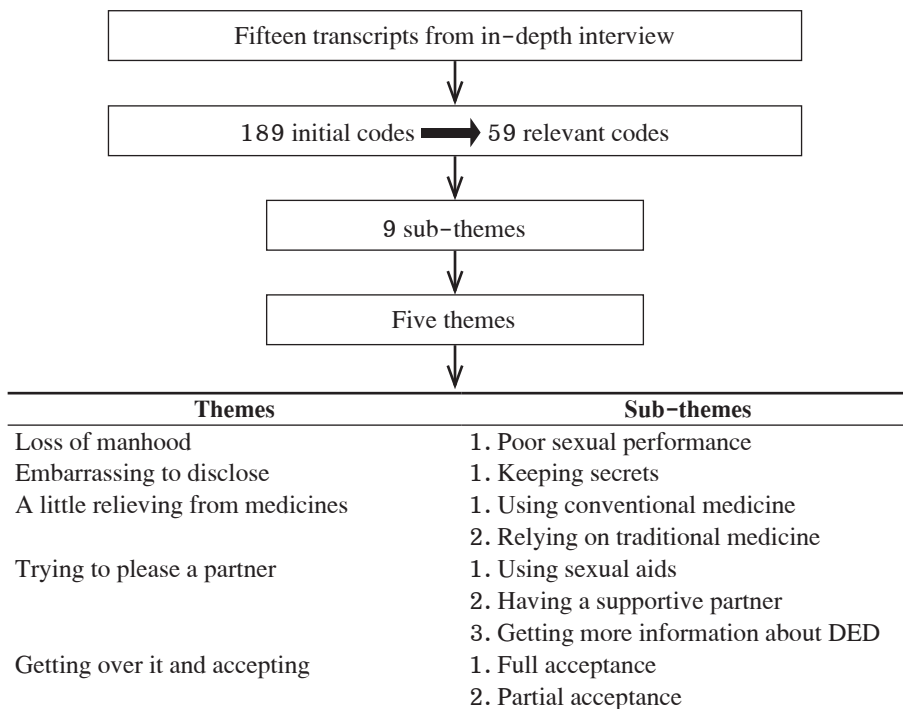 Fifteen transcripts from in-depth interview
189 initial codes 59 relevant codes
9 sub-themes
Five themes
Themes Sub-themes
Loss of manhood 1. Poor sexual performance
Embarrassing to disclose 1. Keeping secrets
A little relieving from medicines 1. Using conventional medicine
2. Relying on traditional medicine
Trying to please a partner 1. Using sexual aids
2. Having a supportive partner
3. Getting more information about DED
Getting over it and accepting 1. Full acceptance
2. Partial acceptance